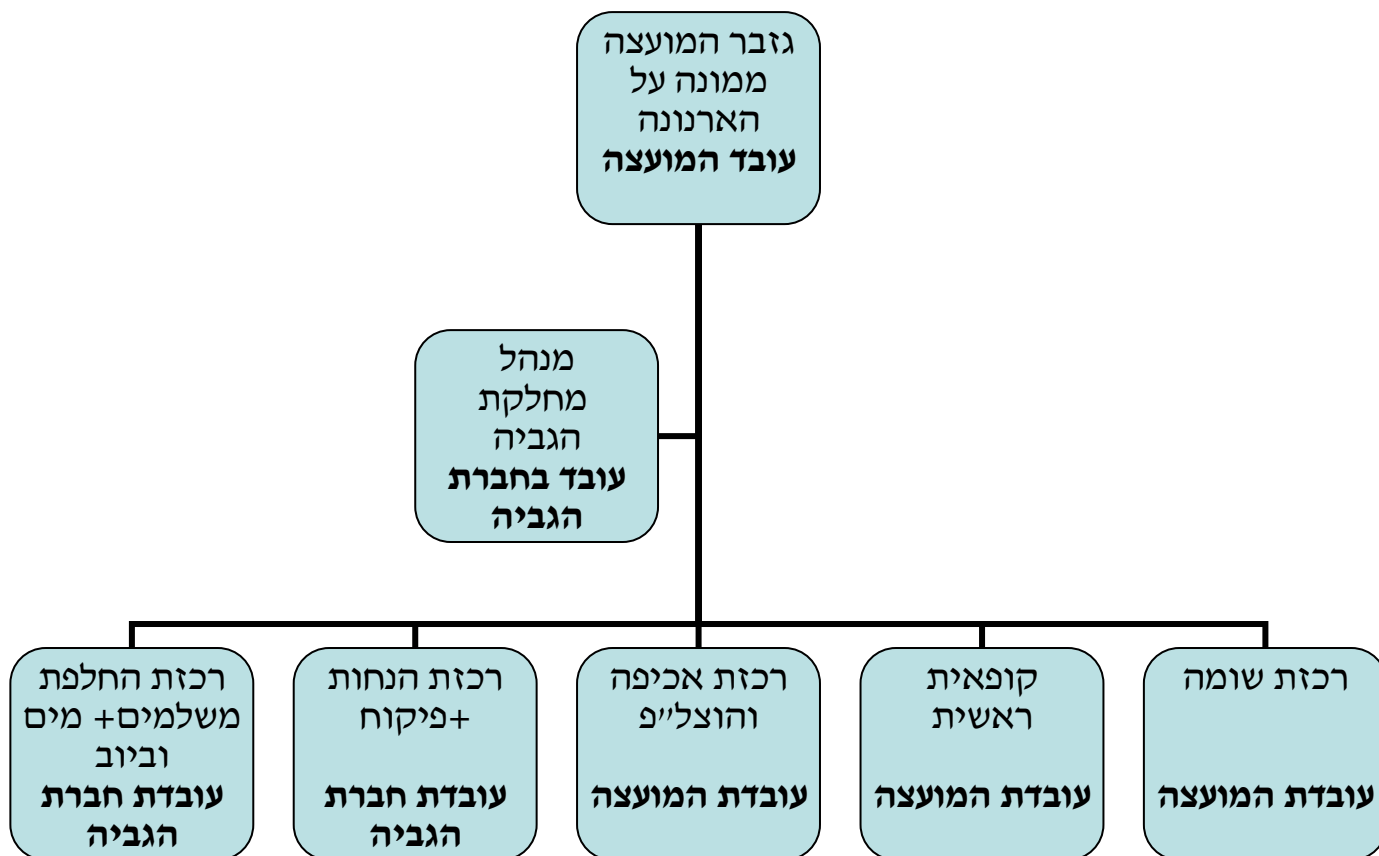 גזבר המועצה
ממונה על
הארנונה
עובד המועצה
מנהל
מחלקת
הגביה
עובד בחברת
הגביה
רכזת שומה
עובדת המועצה
קופאית
ראשית
עובדת המועצה
רכזת אכיפה
והוצל״פ
עובדת המועצה
רכזת הנחות
+פיקוח
עובדת חברת
הגביה
רכזת החלפת
משלמים+ מים
וביוב
עובדת חברת
הגביה